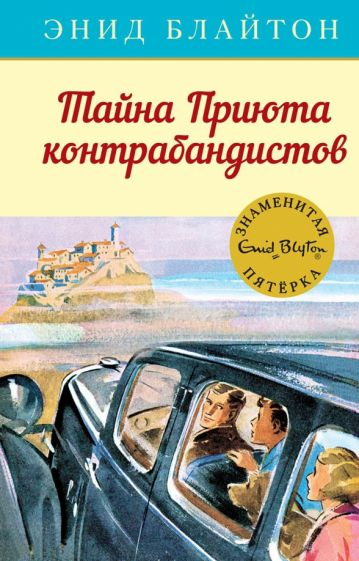 ЭНИД БЛАЙТОН
Тайна Приюта
контрабандистов
ЗНАМЕНИТАЯ
Enid Blyton®
ПЯТЁРКА